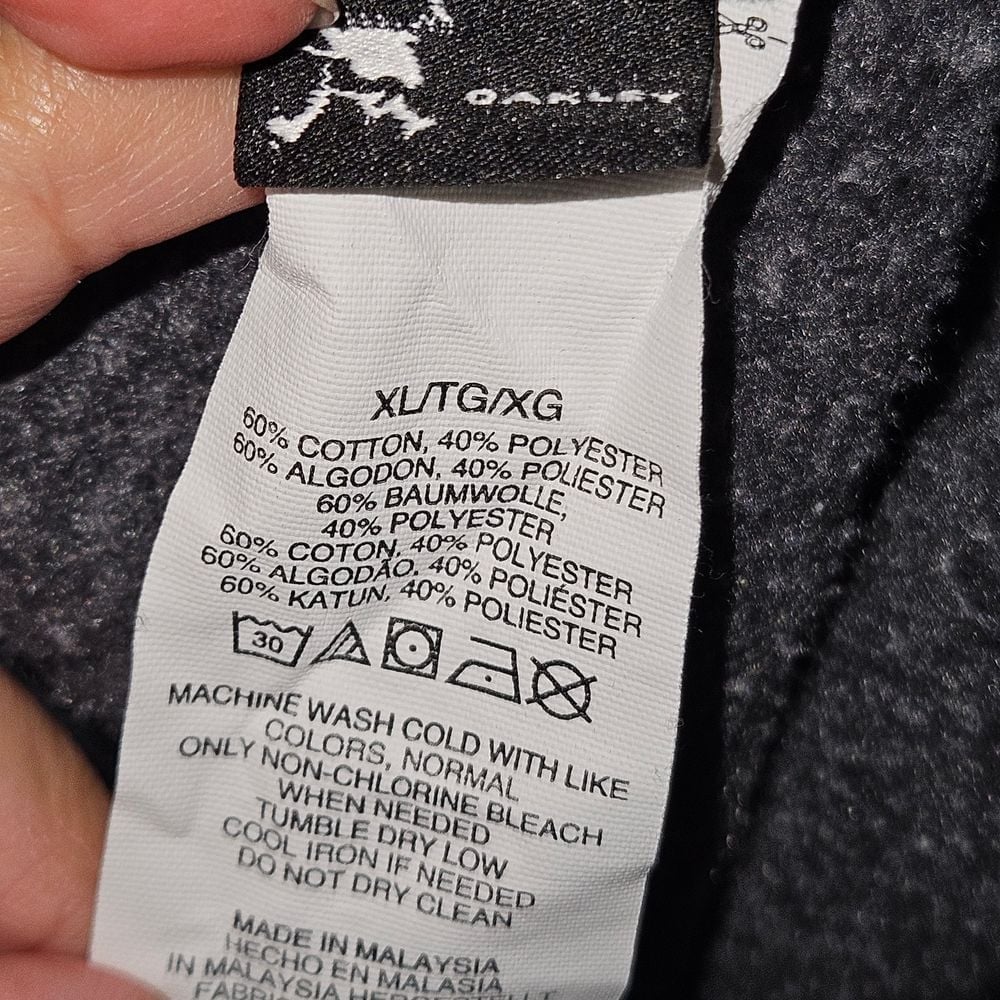 OAKLEY
XL/TG/XG
60% COTTON, 40% POLYESTER
60% ALGODON, 40% POLIESTER
60% BAUMWOLLE,
40% POLYESTER
60% COTON, 40% POLYESTER
60% ALGODÃO, 40% POLIÉSTER
60% KATUN, 40% POLIESTER
30
MACHINE WASH COLD WITH LIKE
COLORS, NORMAL
ONLY NON-CHLORINE BLEACH
WHEN NEEDED
TUMBLE DRY LOW
COOL IRON IF NEEDED
DO NOT DRY CLEAN
MADE IN MALAYSIA
HECHO EN MALASIA
IN MALAYSIA